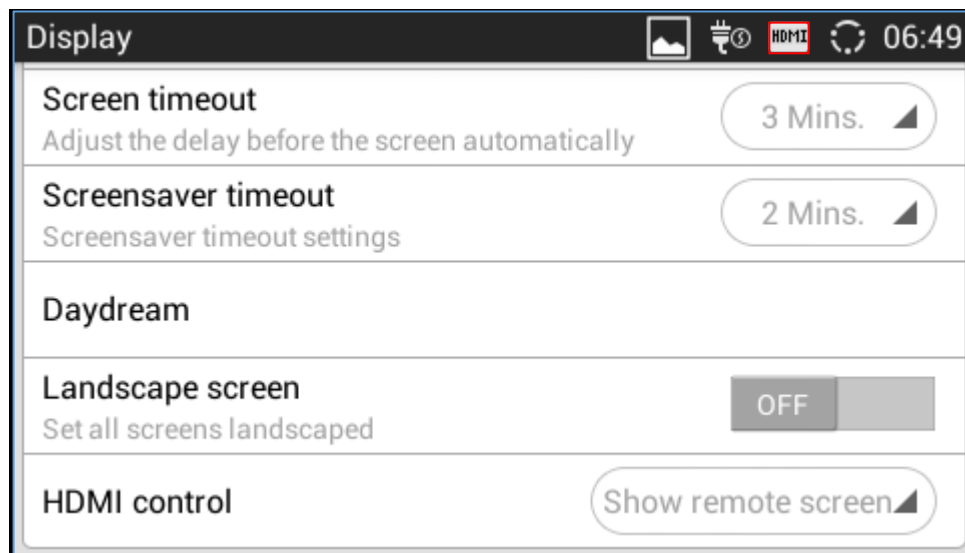 Display HDMI 06:49
Screen timeout
Adjust the delay before the screen automatically
3 Mins.
Screensaver timeout
Screensaver timeout settings
2 Mins.
Daydream
Landscape screen
Set all screens landscaped
OFF
HDMI control
Show remote screen